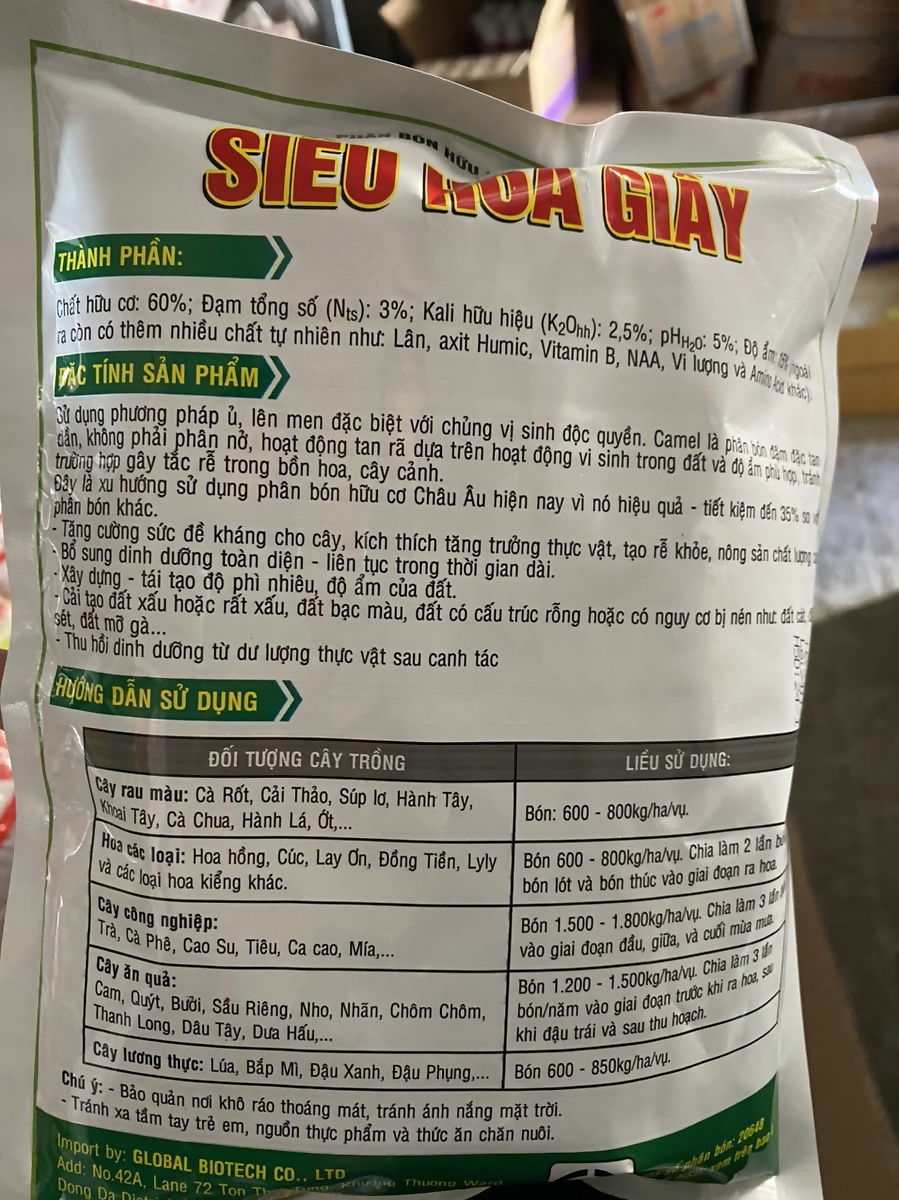 PHÂN BÓN HỮU
SIÊU HOA GIẤY
THÀNH PHẦN:
Chất hữu cơ: 60%; Đạm tổng số (Nts): 3%; Kali hữu hiệu (K2Ohh): 2,5%; pHH2O: 5%; Độ ẩm: 15% (ngoài
ra còn có thêm nhiều chất tự nhiên như: Lân, axit Humic, Vitamin B, NAA, Vi lượng và Amino Acid khác).
ĐẶC TÍNH SẢN PHẨM
Sử dụng phương pháp ủ, lên men đặc biệt với chủng vi sinh độc quyền. Camel là phân bón đậm đặc tan
dần, không phải phân nở, hoạt động tan rã dựa trên hoạt động vi sinh trong đất và độ ẩm phù hợp, tránh
trường hợp gây tắc rễ trong bồn hoa, cây cảnh.
Đây là xu hướng sử dụng phân bón hữu cơ Châu Âu hiện nay vì nó hiệu quả - tiết kiệm đến 35% so
phân bón khác.
- Tăng cường sức đề kháng cho cây, kích thích tăng trưởng thực vật, tạo rễ khỏe, nông sản chất lượng
- Bổ sung dinh dưỡng toàn diện - liên tục trong thời gian dài.
- Xây dựng - tái tạo độ phì nhiêu, độ ẩm của đất.
- Cải tạo đất xấu hoặc rất xấu, đất bạc màu, đất có cấu trúc rỗng hoặc có nguy cơ bị nén như: đất cát,
sét, đất mỡ gà...
- Thu hồi dinh dưỡng từ dư lượng thực vật sau canh tác
HƯỚNG DẪN SỬ DỤNG
ĐỐI TƯỢNG CÂY TRỒNG
LIỀU SỬ DỤNG:
Cây rau màu: Cà Rốt, Cải Thảo, Súp lơ, Hành Tây,
Khoai Tây, Cà Chua, Hành Lá, Ớt,...
Bón: 600 - 800kg/ha/vụ.
Hoa các loại: Hoa hồng, Cúc, Lay Ơn, Đồng Tiền, Lyly
và các loại hoa kiểng khác.
Bón 600 - 800kg/ha/vụ. Chia làm 2 lần
bón lót và bón thúc vào giai đoạn ra hoa.
Cây công nghiệp:
Trà, Cà Phê, Cao Su, Tiêu, Ca cao, Mía,...
Bón 1.500 - 1.800kg/ha/vụ. Chia làm 3 lần
vào giai đoạn đầu, giữa, và cuối mùa mưa.
Cây ăn quả:
Cam, Quýt, Bưởi, Sầu Riêng, Nho, Nhãn, Chôm Chôm,
Thanh Long, Dâu Tây, Dưa Hấu,...
Bón 1.200 - 1.500kg/ha/vụ. Chia làm 3 lần
bón/năm vào giai đoạn trước khi ra hoa, sau
khi đậu trái và sau thu hoạch.
Cây lương thực: Lúa, Bắp Mì, Đậu Xanh, Đậu Phụng,...
Bón 600 - 850kg/ha/vụ.
Chú ý: - Bảo quản nơi khô ráo thoáng mát, tránh ánh nắng mặt trời.
- Tránh xa tầm tay trẻ em, nguồn thực phẩm và thức ăn chăn nuôi.
Import by: GLOBAL BIOTECH CO., LTD
Add: No.42A, Lane 72 Ton Thuong Ward
Dong Da
phân bón: 20648
xem trên bao